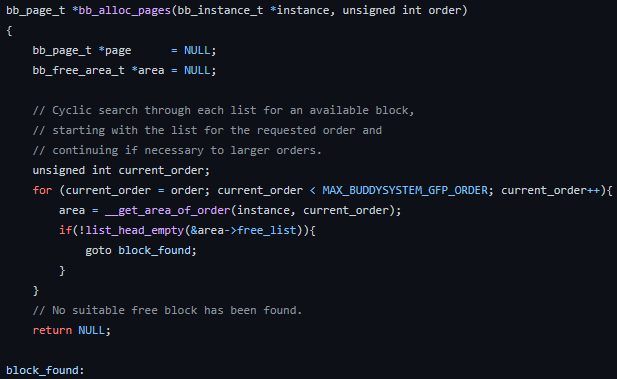 bb_page_t *bb_alloc_pages(bb_instance_t *instance, unsigned int order)
{
    bb_page_t *page      = NULL;
    bb_free_area_t *area = NULL;

    // Cyclic search through each list for an available block,
    // starting with the list for the requested order and
    // continuing if necessary to larger orders.
    unsigned int current_order;
    for (current_order = order; current_order < MAX_BUDDYSYSTEM_GFP_ORDER; current_order++){
        area = __get_area_of_order(instance, current_order);
        if(!list_head_empty(&area->free_list)){
            goto block_found;
        }
    }
    // No suitable free block has been found.
    return NULL;

block_found: